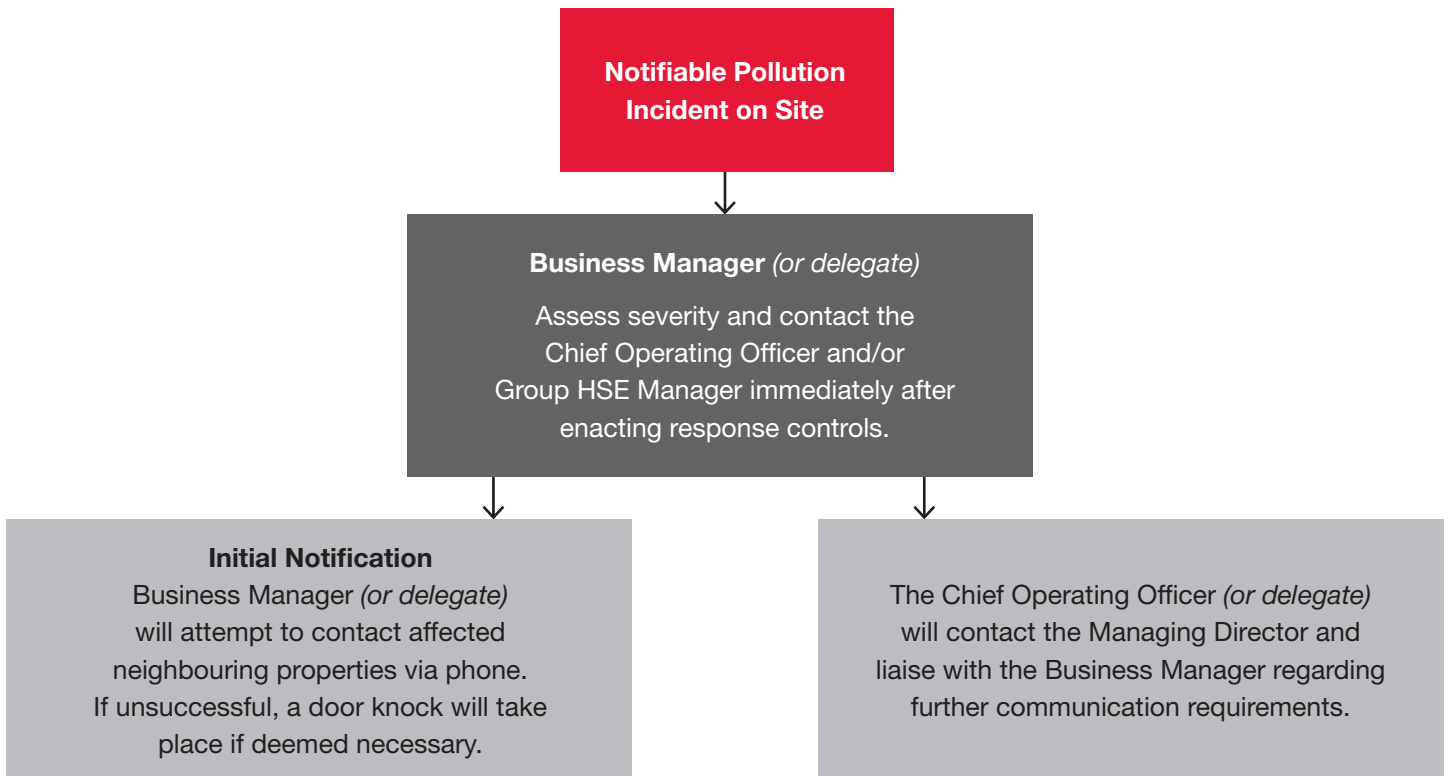 Notifiable Pollution
Incident on Site
Business Manager (or delegate)
Assess severity and contact the
Chief Operating Officer and/or
Group HSE Manager immediately after
enacting response controls.
Initial Notification
Business Manager (or delegate)
will attempt to contact affected
neighbouring properties via phone.
If unsuccessful, a door knock will take
place if deemed necessary.
The Chief Operating Officer (or delegate)
will contact the Managing Director and
liaise with the Business Manager regarding
further communication requirements.